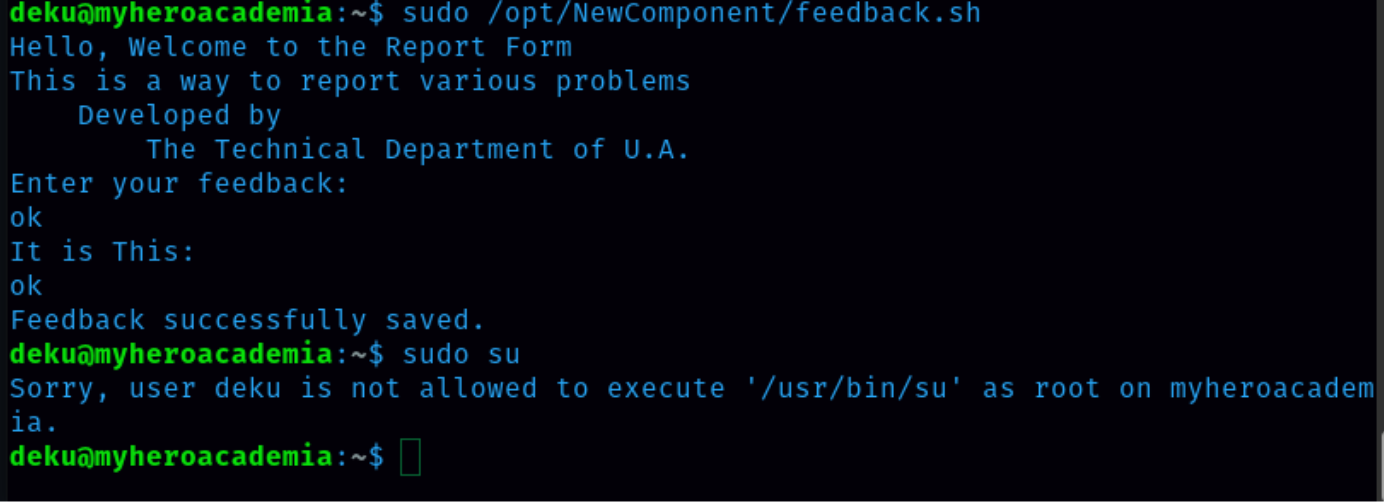 deku@myheroacademia:~$ sudo /opt/NewComponent/feedback.sh
Hello, Welcome to the Report Form
This is a way to report various problems
    Developed by
        The Technical Department of U.A.
Enter your feedback:
ok
It is This:
ok
Feedback successfully saved.
deku@myheroacademia:~$ sudo su
Sorry, user deku is not allowed to execute '/usr/bin/su' as root on myheroacadem
ia.
deku@myheroacademia:~$